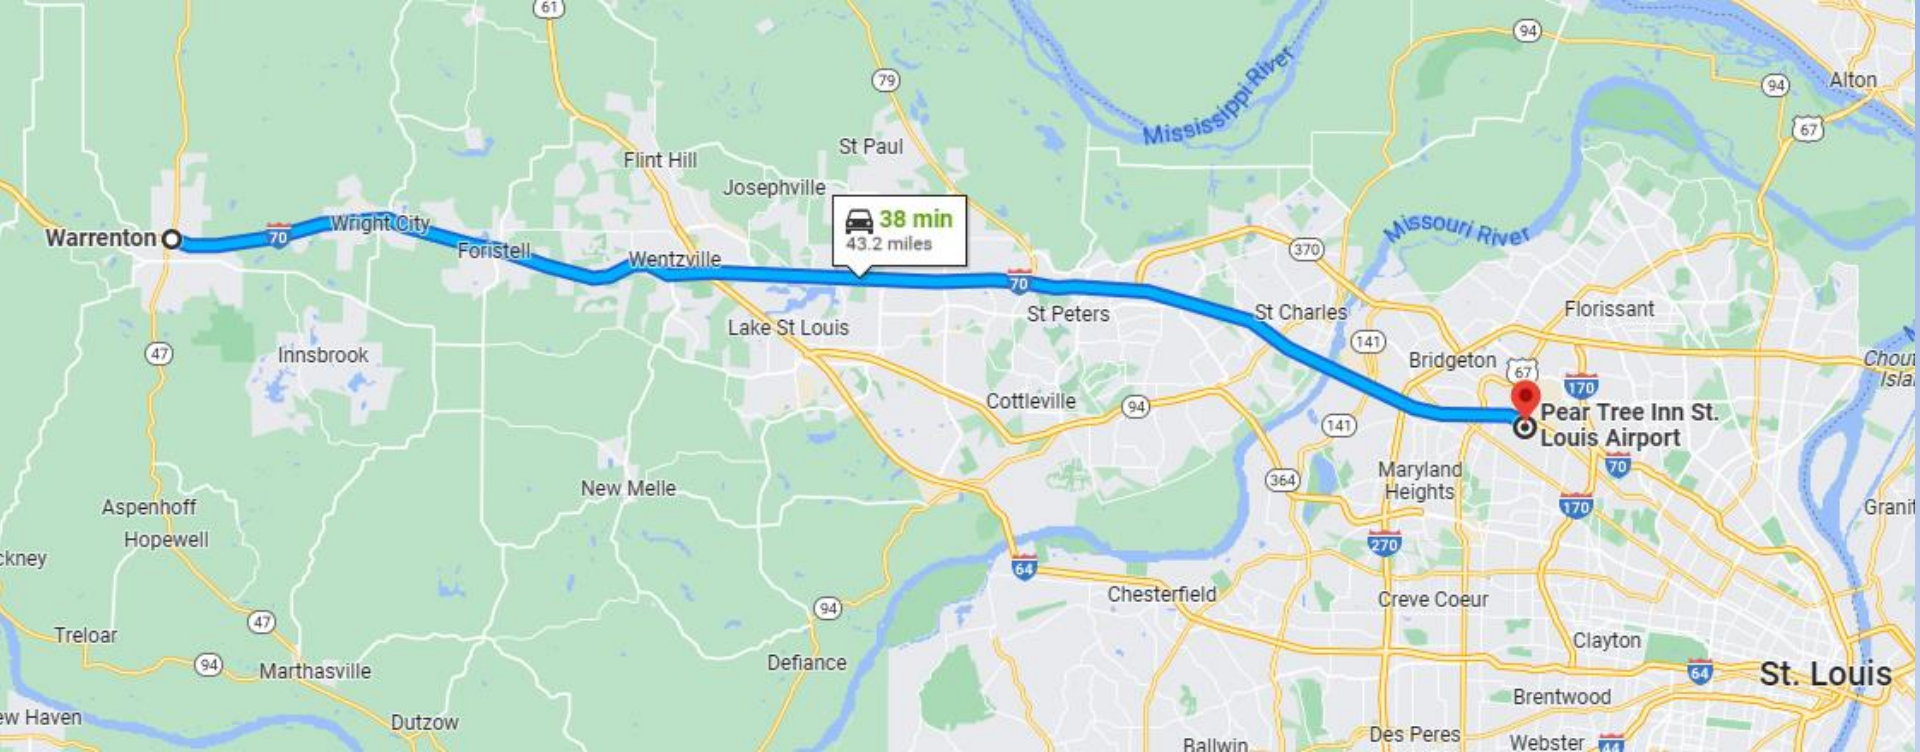 61
94
79
Alton
94
Mississippi River
67
St Paul
Flint Hill
Josephville
38 min
43.2 miles
Wright City
Missouri River
Warrenton
70
Foristell
370
Wentzville
70
St Peters
St Charles
Florissant
Lake St Louis
141
Innsbrook
47
Bridgeton
67
170
Cottleville
94
Pear Tree Inn St.
Louis Airport
141
70
Maryland
Heights
364
New Melle
Aspenhoff
170
Hopewell
270
64
Chesterfield
Creve Coeur
94
47
Treloar
Clayton
94
Marthasville
Defiance
64
St. Louis
Brentwood
Dutzow
Des Peres
Webster
44
Ballwin